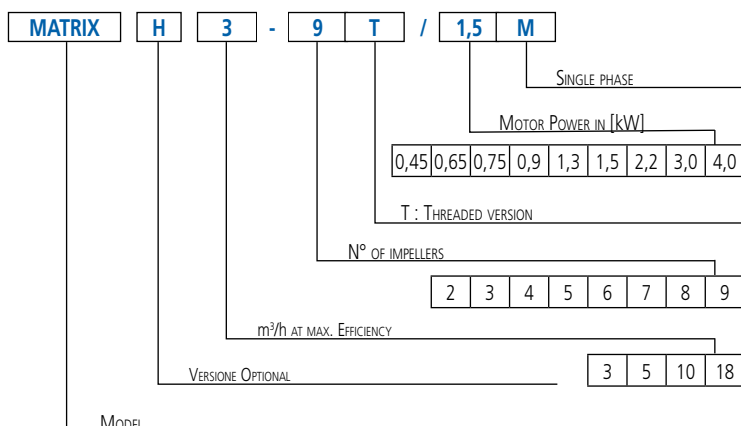 MATRIX H 3 - 9 T / 1,5 M
Single phase
Motor Power in [kW]
0,45 0,65 0,75 0,9 1,3 1,5 2,2 3,0 4,0
T : Threaded version
N° of impellers
2 3 4 5 6 7 8 9
m³/h at max. Efficiency
3 5 10 18
Versione Optional
Model